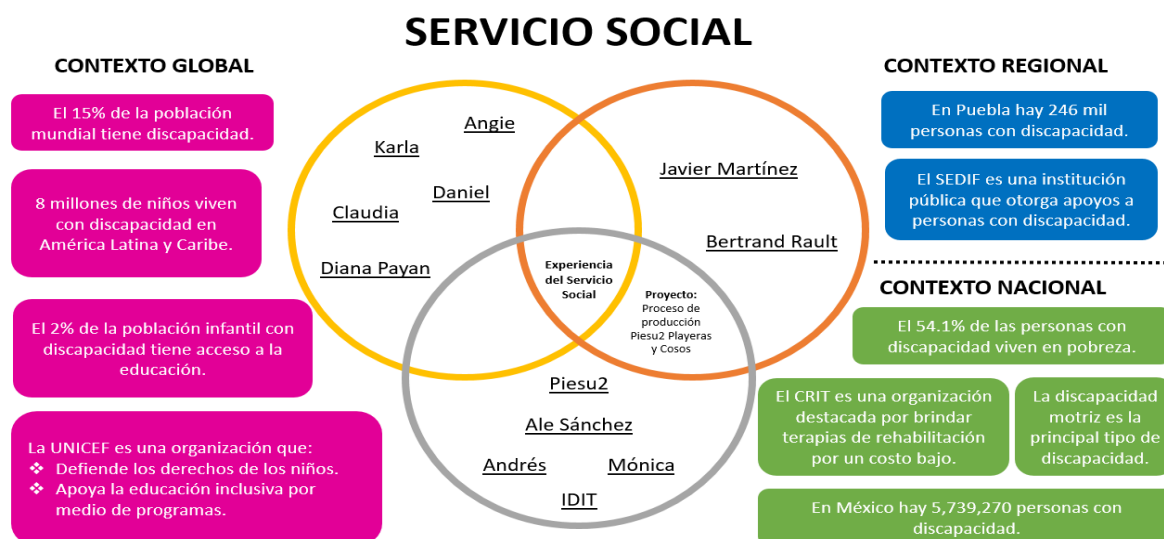 SERVICIO SOCIAL
CONTEXTO GLOBAL
El 15% de la población
mundial tiene discapacidad.
8 millones de niños viven
con discapacidad en
América Latina y Caribe.
El 2% de la población infantil con
discapacidad tiene acceso a la
educación.
La UNICEF es una organización que:
❖ Defiende los derechos de los niños.
❖ Apoya la educación inclusiva por
medio de programas.
Angie
Karla
Daniel
Claudia
Diana Payan
Javier Martínez
Bertrand Rault
Experiencia
del Servicio
Social
Proyecto:
Proceso de
producción
Piesu2 Playeras
y Cosos
Piesu2
Ale Sánchez
Andrés
Mónica
IDIT
CONTEXTO REGIONAL
En Puebla hay 246 mil
personas con discapacidad.
El SEDIF es una institución
pública que otorga apoyos a
personas con discapacidad.
CONTEXTO NACIONAL
El 54.1% de las personas con
discapacidad viven en pobreza.
El CRIT es una organización
destacada por brindar
terapias de rehabilitación
por un costo bajo.
La discapacidad
motriz es la
principal tipo de
discapacidad.
En México hay 5,739,270 personas con
discapacidad.